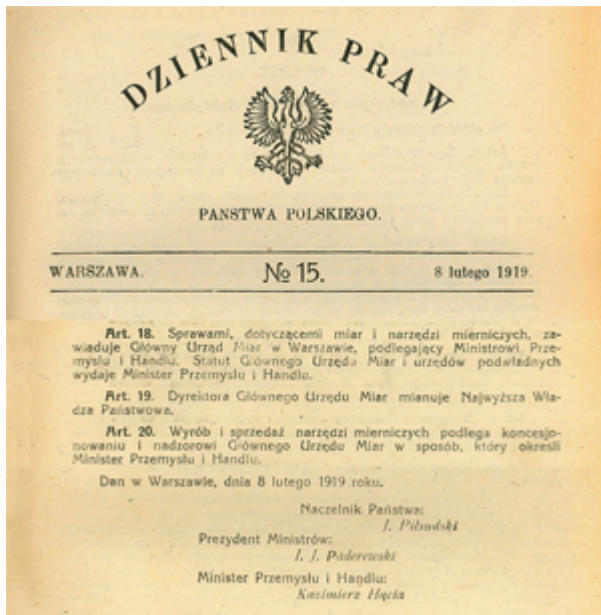 DZIENNIK PRAW
PAŃSTWA POLSKIEGO.
WARSZAWA.
№ 15.
8 lutego 1919.
Art. 18. Sprawami, dotyczącemi miar i narzędzi mierniczych, za-
wiaduje Główny Urząd Miar w Warszawie, podlegający Ministrowi Prze-
mysłu i Handlu. Statut Głównego Urzędu Miar i urzędów podwładnych
wydaje Minister Przemysłu i Handlu.
Art. 19. Dyrektora Głównego Urzędu Miar mianuje Najwyższa Wła-
dza Państwowa.
Art. 20. Wyrób i sprzedaż narzędzi mierniczych podlega koncesjo-
nowaniu i nadzorowi Głównego Urzędu Miar w sposób, który określi
Minister Przemysłu i Handlu.
Dan w Warszawie, dnia 8 lutego 1919 roku.
Naczelnik Państwa:
J. Piłsudski
Prezydent Ministrów:
I. J. Paderewski
Minister Przemysłu i Handlu:
Kazimierz Hącia